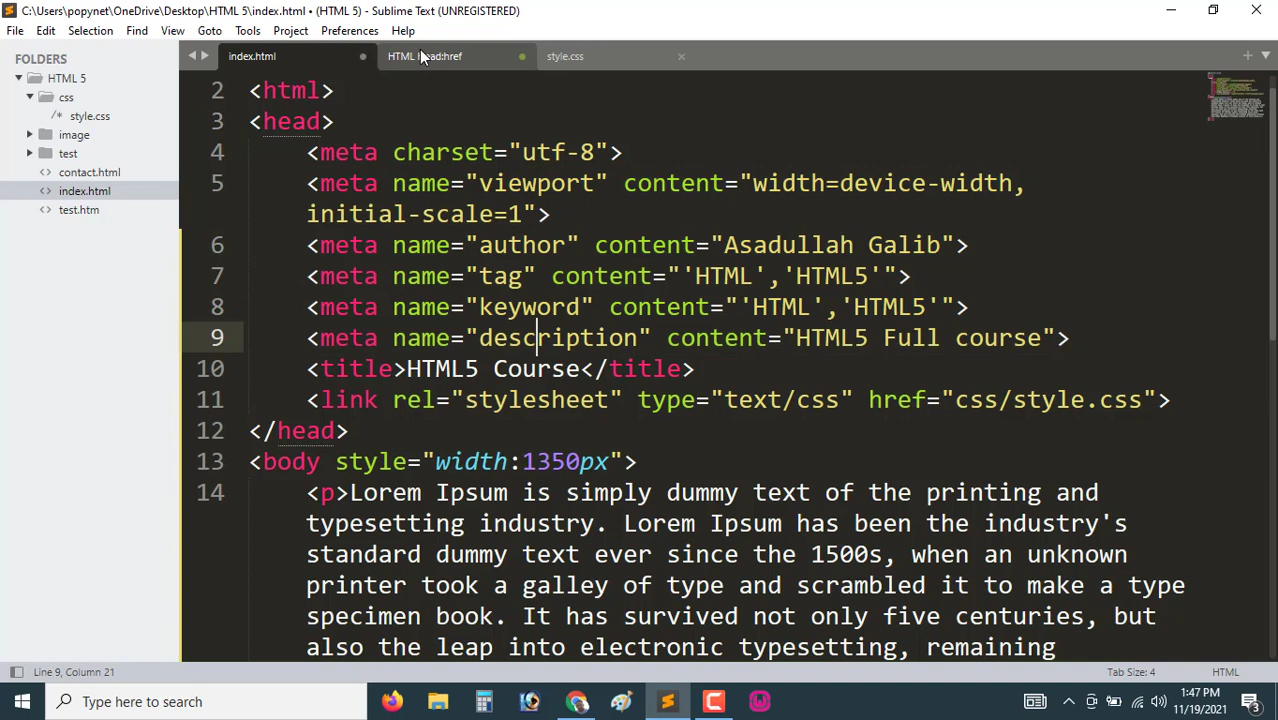 C:\Users\popynet\OneDrive\Desktop\HTML 5\index.html • (HTML 5) - Sublime Text (UNREGISTERED)
File Edit Selection Find View Goto Tools Project Preferences Help
FOLDERS
HTML 5
css
/* style.css
image
test
<> contact.html
<> index.html
<> test.htm
index.html
HTML :href
style.css
2 <html>
3 <head>
4 <meta charset="utf-8">
5 <meta name="viewport" content="width=device-width,
initial-scale=1">
6 <meta name="author" content="Asadullah Galib">
7 <meta name="tag" content="'HTML','HTML5'">
8 <meta name="keyword" content="'HTML','HTML5'">
9 <meta name="description" content="HTML5 Full course">
10 <title>HTML5 Course</title>
11 <link rel="stylesheet" type="text/css" href="css/style.css">
12 </head>
13 <body style="width:1350px">
14 <p>Lorem Ipsum is simply dummy text of the printing and
typesetting industry. Lorem Ipsum has been the industry's
standard dummy text ever since the 1500s, when an unknown
printer took a galley of type and scrambled it to make a type
specimen book. It has survived not only five centuries, but
also the leap into electronic typesetting, remaining
Line 9, Column 21
Tab Size: 4
HTML
Type here to search
1:47 PM
11/19/2021
3